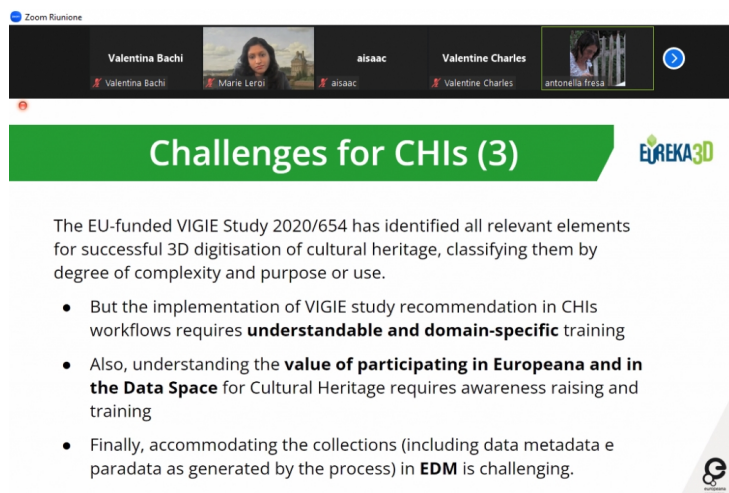 Zoom Riunione
Valentina Bachi
aisaac
Valentine Charles
Valentina Bachi
Marie Leroi
aisaac
Valentine Charles
antonella fresa
Challenges for CHIs (3)
EUREKA3D
The EU-funded VIGIE Study 2020/654 has identified all relevant elements
for successful 3D digitisation of cultural heritage, classifying them by
degree of complexity and purpose or use.
● But the implementation of VIGIE study recommendation in CHIs
workflows requires understandable and domain-specific training
● Also, understanding the value of participating in Europeana and in
the Data Space for Cultural Heritage requires awareness raising and
training
● Finally, accommodating the collections (including data metadata e
paradata as generated by the process) in EDM is challenging.
europeana